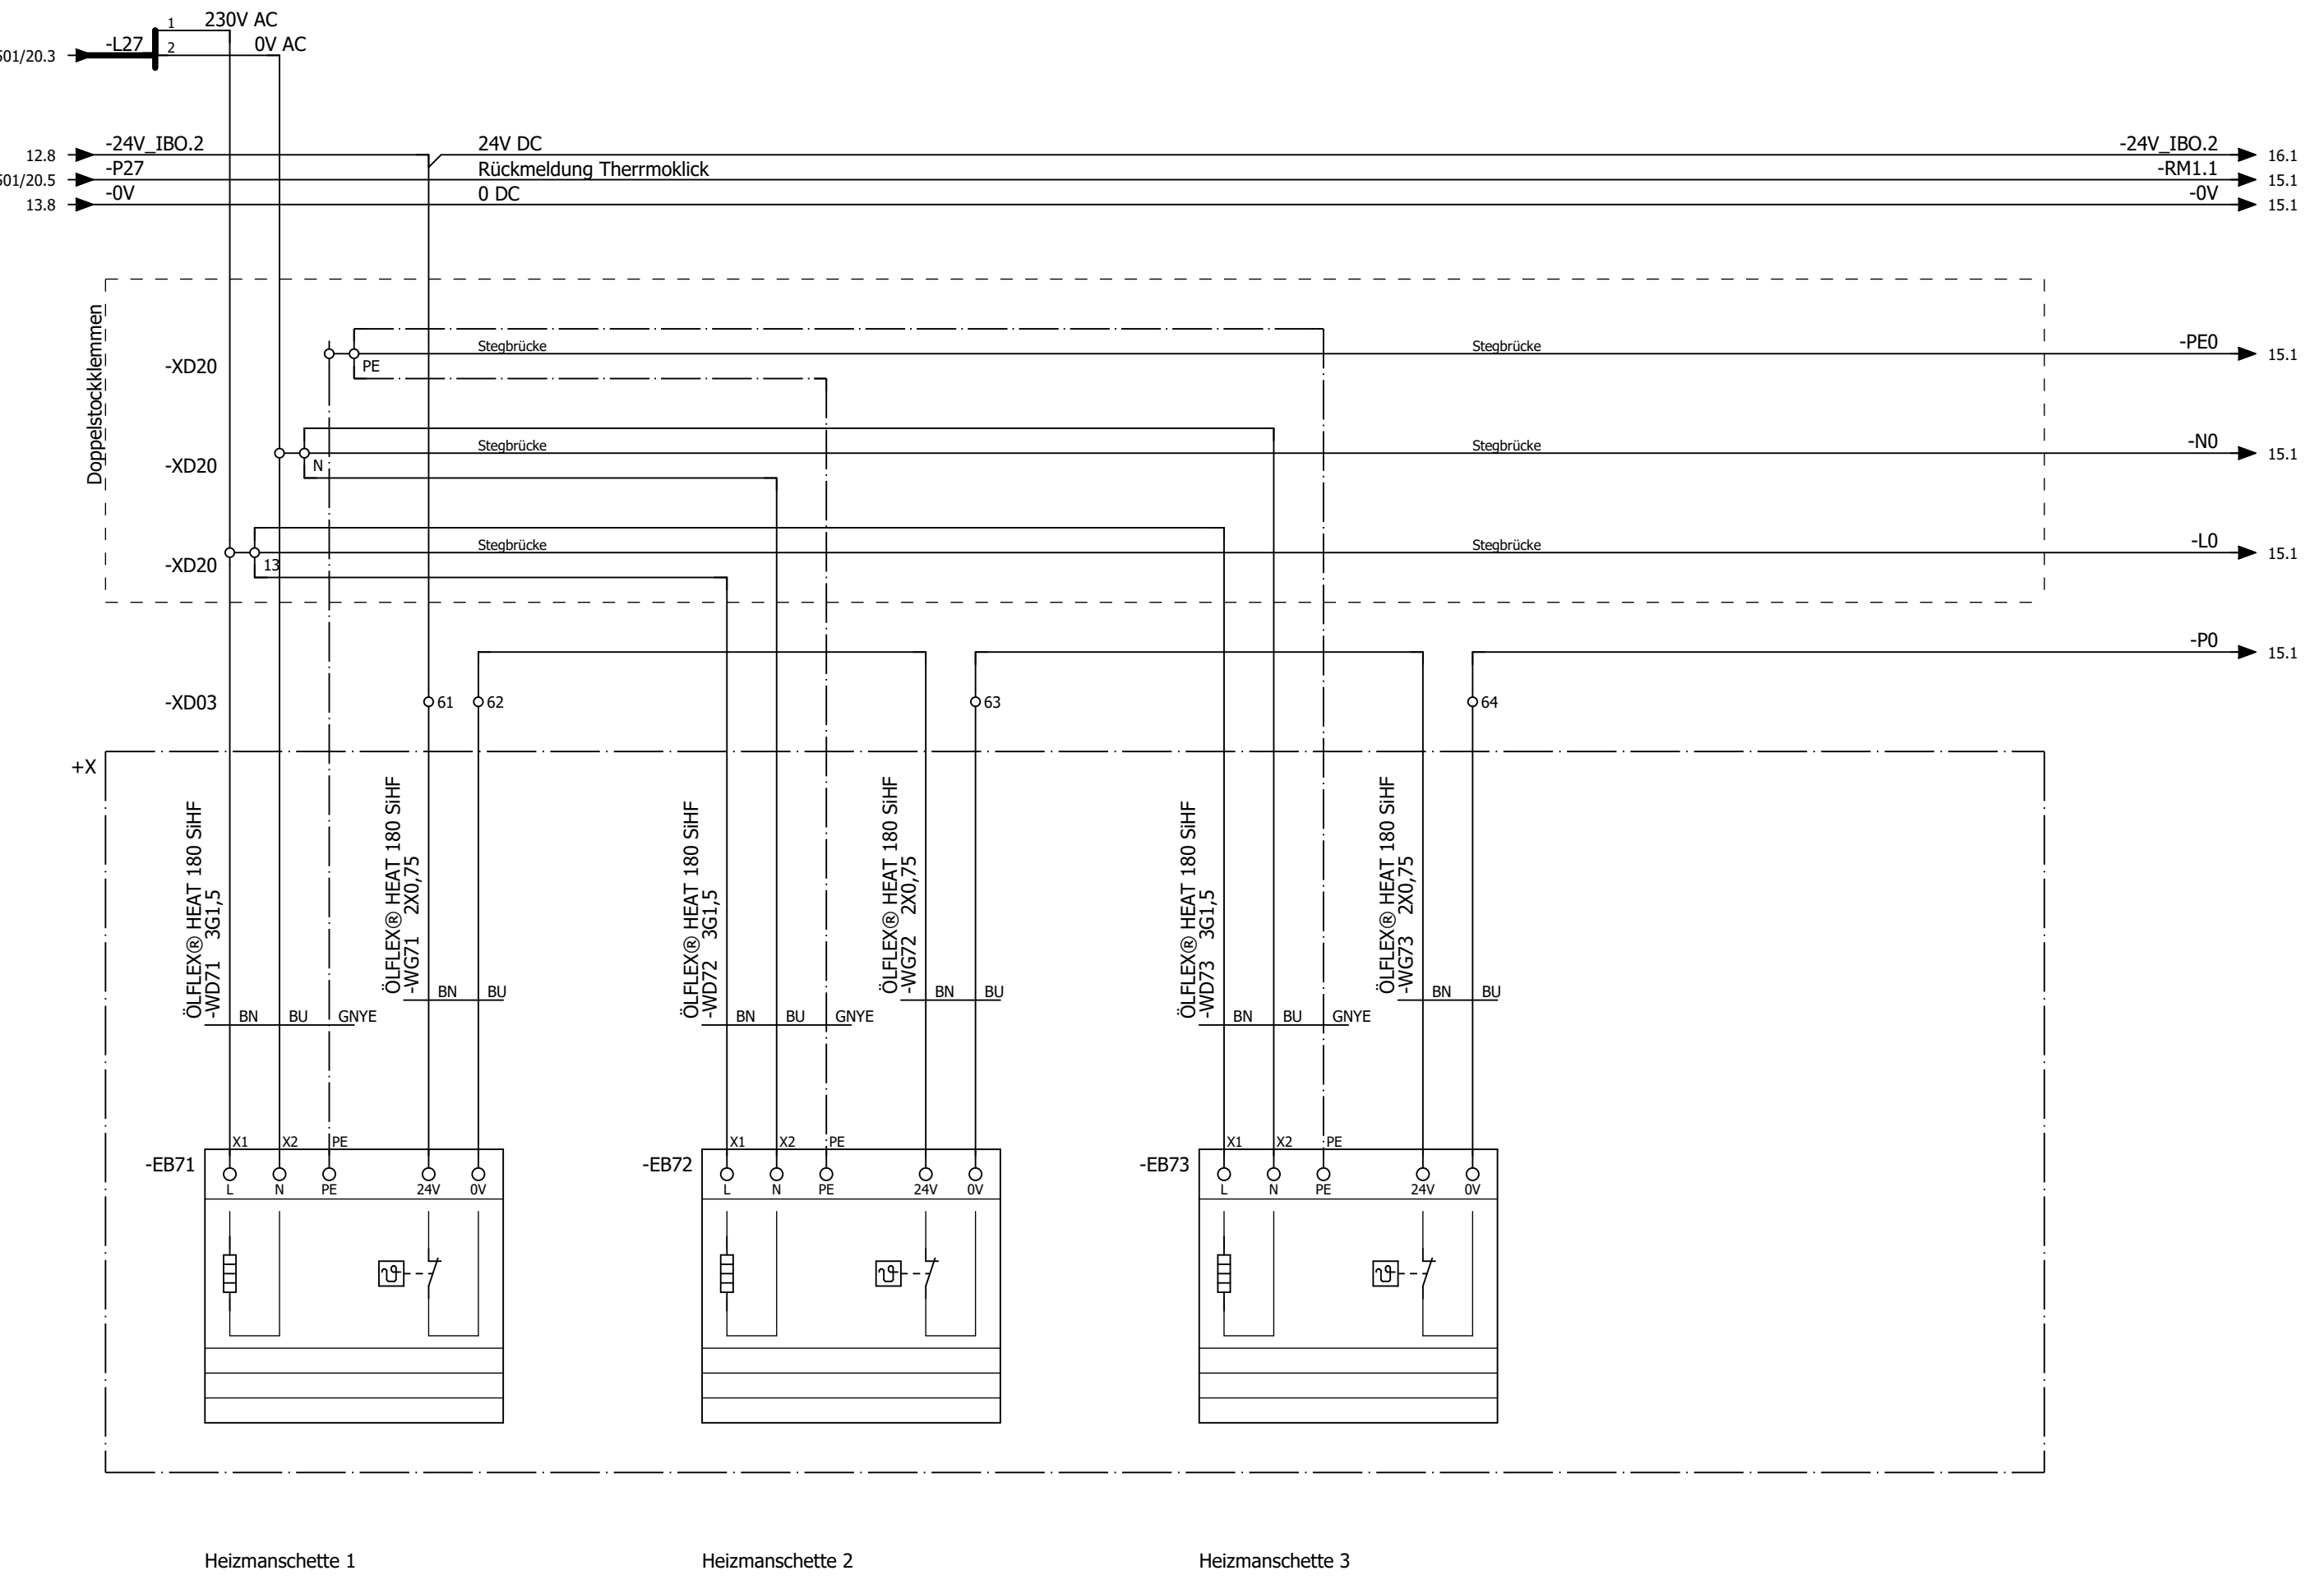 1 230V AC
-L27 2 0V AC
501/20.3
-24V_IBO.2 24V DC -24V_IBO.2
12.8 16.1
-P27 Rückmeldung Therrmoklick -RM1.1
501/20.5 15.1
-0V 0 DC -0V
13.8 15.1
Doppelstockklemmen
Stegbrücke Stegbrücke -PE0
-XD20 PE 15.1
Stegbrücke Stegbrücke -N0
-XD20 N 15.1
Stegbrücke Stegbrücke -L0
-XD20 13 15.1
-P0
15.1
-XD03 61 62 63 64
+X
ÖLFLEX® HEAT 180 SiHF
-WD71 3G1,5
ÖLFLEX® HEAT 180 SiHF
-WG71 2X0,75
ÖLFLEX® HEAT 180 SiHF
-WD72 3G1,5
ÖLFLEX® HEAT 180 SiHF
-WG72 2X0,75
ÖLFLEX® HEAT 180 SiHF
-WD73 3G1,5
ÖLFLEX® HEAT 180 SiHF
-WG73 2X0,75
BN BU BN BU BN BU
BN BU GNYE BN BU GNYE BN BU GNYE
X1 X2 PE X1 X2 PE X1 X2 PE
-EB71 -EB72 -EB73
L N PE 24V 0V L N PE 24V 0V L N PE 24V 0V
Heizmanschette 1 Heizmanschette 2 Heizmanschette 3